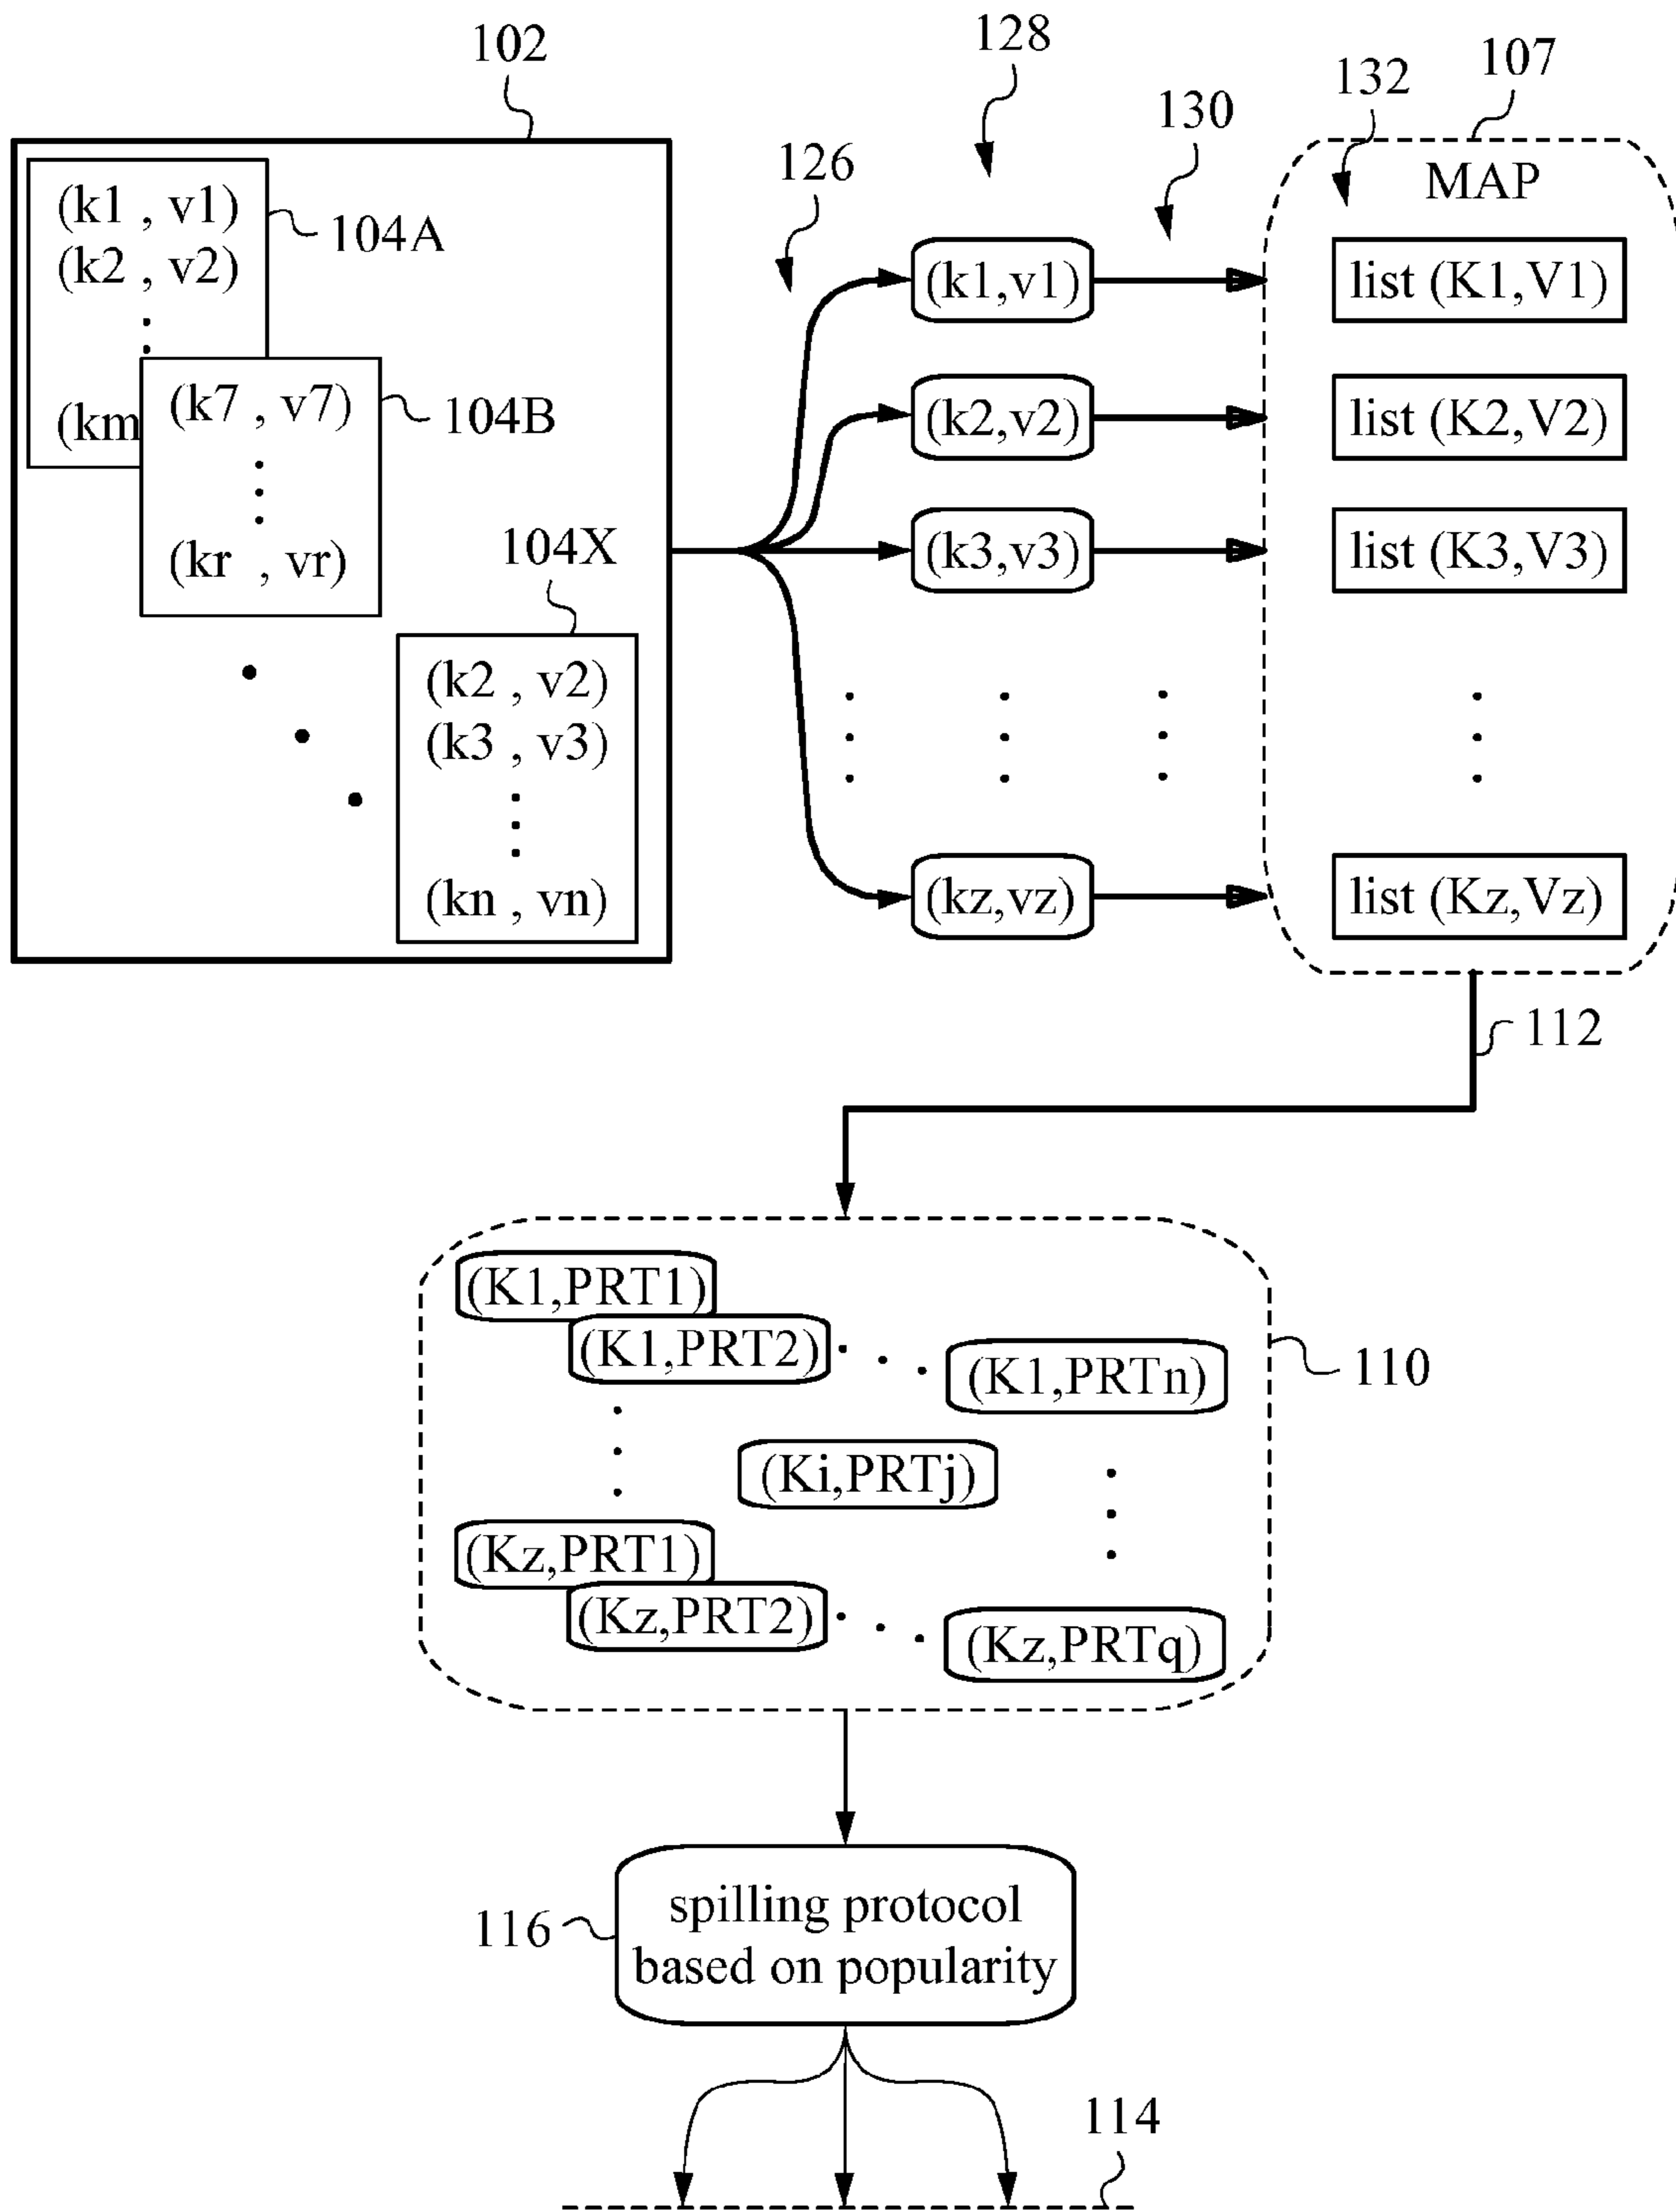 102
128
107
132
130
126
MAP
(k1 , v1)
104A
(k2 , v2)
(k1,v1)
list (K1,V1)
(km
(k7 , v7)
104B
(k2,v2)
list (K2,V2)
(kr , vr)
104X
(k3,v3)
list (K3,V3)
(k2 , v2)
(k3 , v3)
(kn , vn)
(kz,vz)
list (Kz,Vz)
112
(K1,PRT1)
(K1,PRT2)
(K1,PRTn)
110
(Ki,PRTj)
(Kz,PRT1)
(Kz,PRT2)
(Kz,PRTq)
116
spilling protocol
based on popularity
114